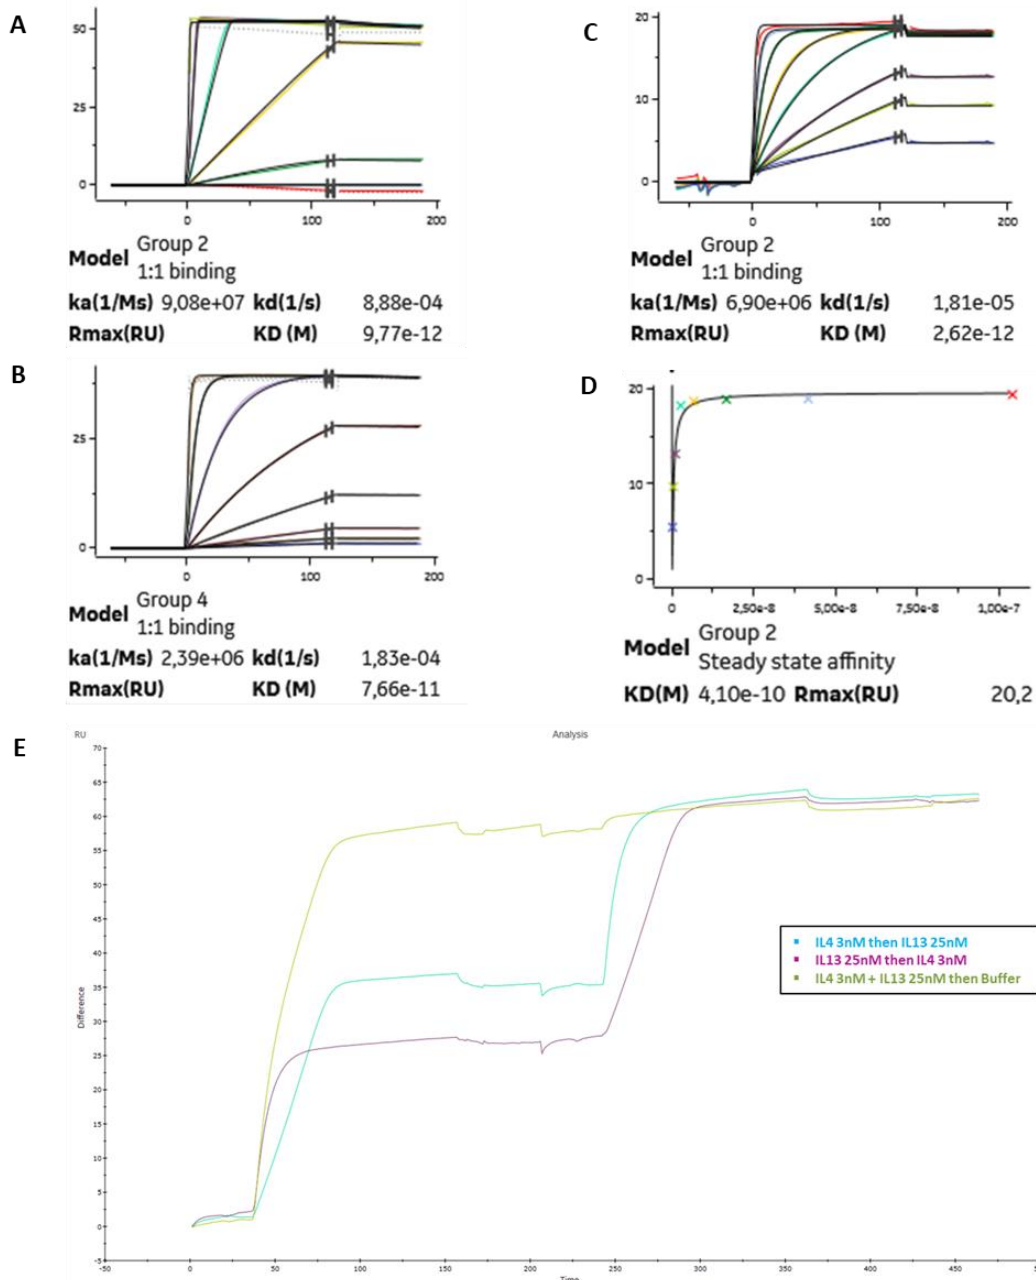 A
50
25
0
0
100
200
Model Group 2
1:1 binding
ka(1/Ms) 9,08e+07 kd(1/s) 8,88e-04
Rmax(RU) KD (M) 9,77e-12
B
25
0
0
100
200
Model Group 4
1:1 binding
ka(1/Ms) 2,39e+06 kd(1/s) 1,83e-04
Rmax(RU) KD (M) 7,66e-11
C
20
10
0
0
100
200
Model Group 2
1:1 binding
ka(1/Ms) 6,90e+06 kd(1/s) 1,81e-05
Rmax(RU) KD (M) 2,62e-12
D
20
10
0
0
2,50e-8
5,00e-8
7,50e-8
1,00e-7
Model Group 2
Steady state affinity
KD(M) 4,10e-10 Rmax(RU) 20,2
E
RU
Analysis
70
65
60
55
50
45
40
35
30
25
20
15
10
5
0
-5
Difference
-50
0
50
100
150
200
250
300
350
400
450
Time
IL4 3nM then IL13 25nM
IL13 25nM then IL4 3nM
IL4 3nM + IL13 25nM then Buffer